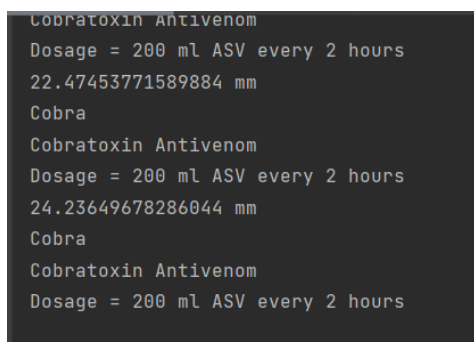 Cobratoxin Antivenom
Dosage = 200 ml ASV every 2 hours
22.47453771589884 mm
Cobra
Cobratoxin Antivenom
Dosage = 200 ml ASV every 2 hours
24.23649678286044 mm
Cobra
Cobratoxin Antivenom
Dosage = 200 ml ASV every 2 hours